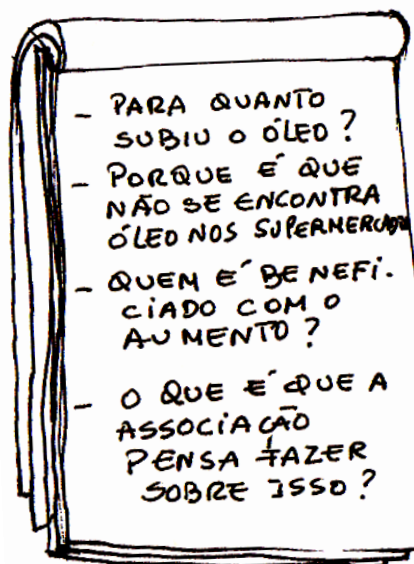 - PARA QUANTO
SUBIU O ÓLEO?
- PORQUE É QUE
NÃO SE ENCONTRA
ÓLEO NOS SUPERMERCADOS
- QUEM É BENEFI-
CIADO COM O
AUMENTO?
- O QUE É QUE A
ASSOCIAÇÃO
PENSA FAZER
SOBRE ISSO?